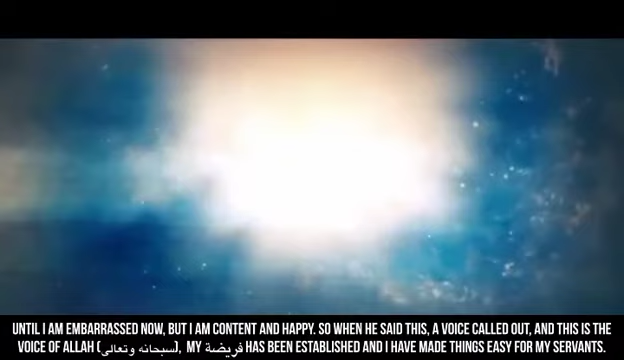 UNTIL I AM EMBARRASSED NOW, BUT I AM CONTENT AND HAPPY. SO WHEN HE SAID THIS, A VOICE CALLED OUT, AND THIS IS THE
VOICE OF ALLAH (سبحانه وتعالى), MY فريضة HAS BEEN ESTABLISHED AND I HAVE MADE THINGS EASY FOR MY SERVANTS.